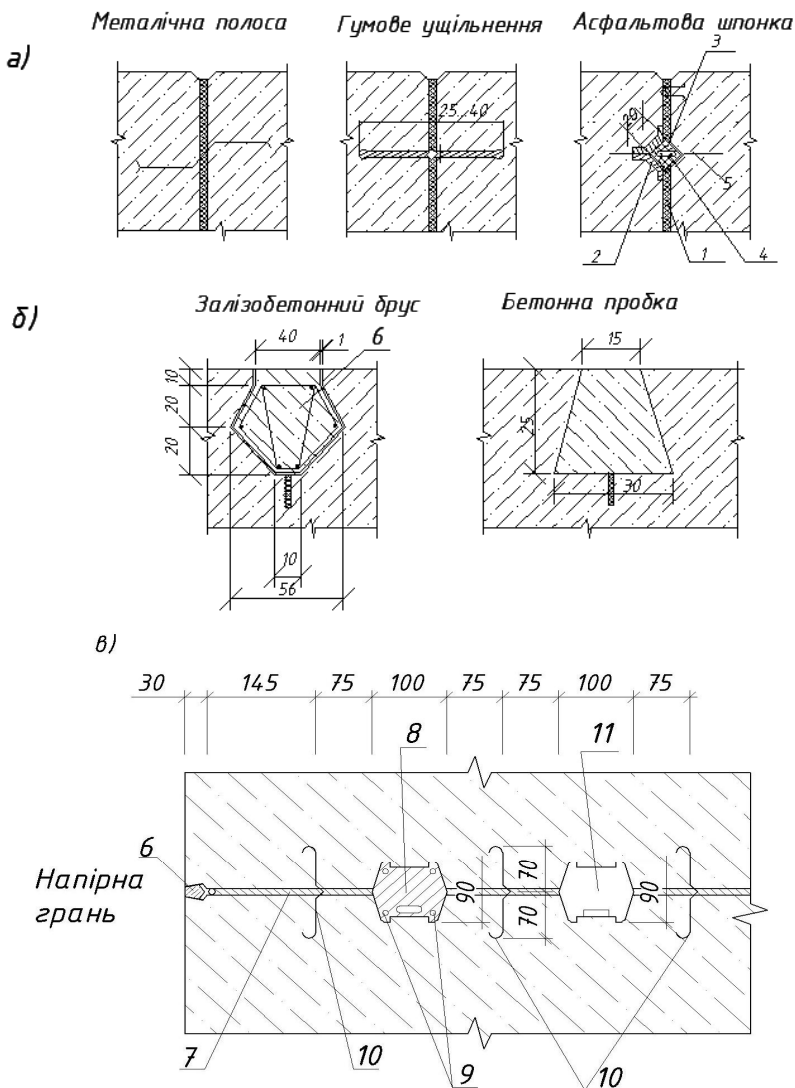 Металічна полоса Гумове ущільнення Асфальтова шпонка
а)
3
25...40
20
5
2 1 4
б)
Залізобетонний брус Бетонна пробка
40 1 6
15
10
20
20
25
30
10
56
в)
30 145 75 100 75 75 100 75
8 11
6
Напірна
грань
90
70
70
90
7 10 9 10